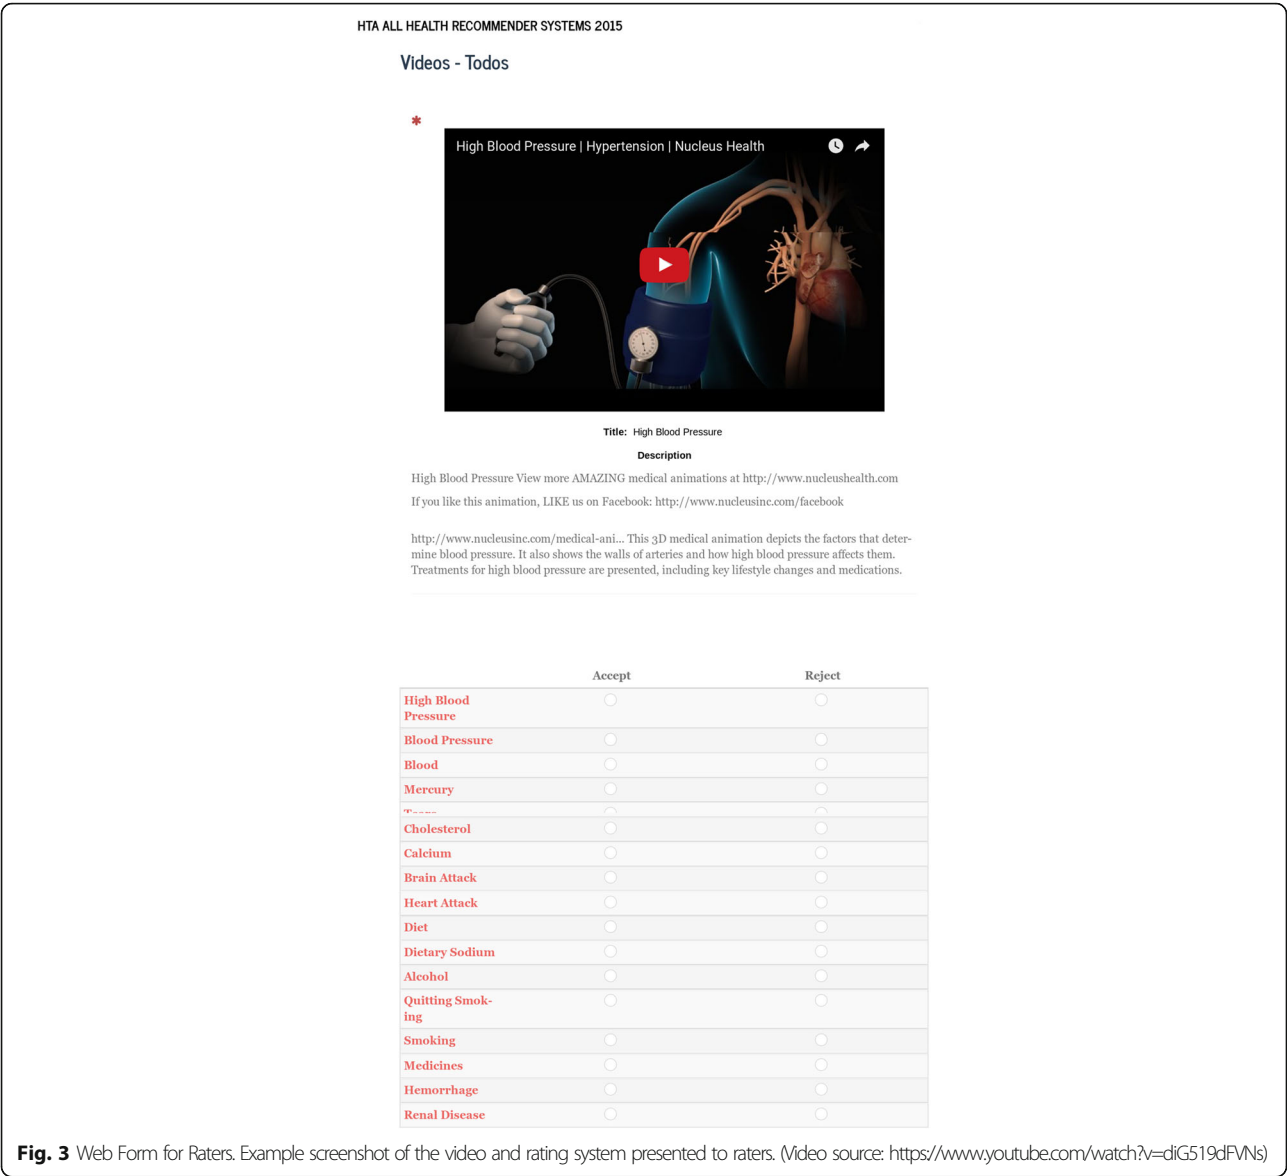 HTA ALL HEALTH RECOMMENDER SYSTEMS 2015
Videos - Todos
*
High Blood Pressure | Hypertension | Nucleus Health
Title: High Blood Pressure
Description
High Blood Pressure View more AMAZING medical animations at http://www.nucleushealth.com
If you like this animation, LIKE us on Facebook: http://www.nucleusinc.com/facebook
http://www.nucleusinc.com/medical-ani... This 3D medical animation depicts the factors that deter-
mine blood pressure. It also shows the walls of arteries and how high blood pressure affects them.
Treatments for high blood pressure are presented, including key lifestyle changes and medications.
Accept Reject
High Blood
Pressure
Blood Pressure
Blood
Mercury
Cholesterol
Calcium
Brain Attack
Heart Attack
Diet
Dietary Sodium
Alcohol
Quitting Smok-
ing
Smoking
Medicines
Hemorrhage
Renal Disease
Fig. 3 Web Form for Raters. Example screenshot of the video and rating system presented to raters. (Video source: https://www.youtube.com/watch?v=diG519dFVNs)